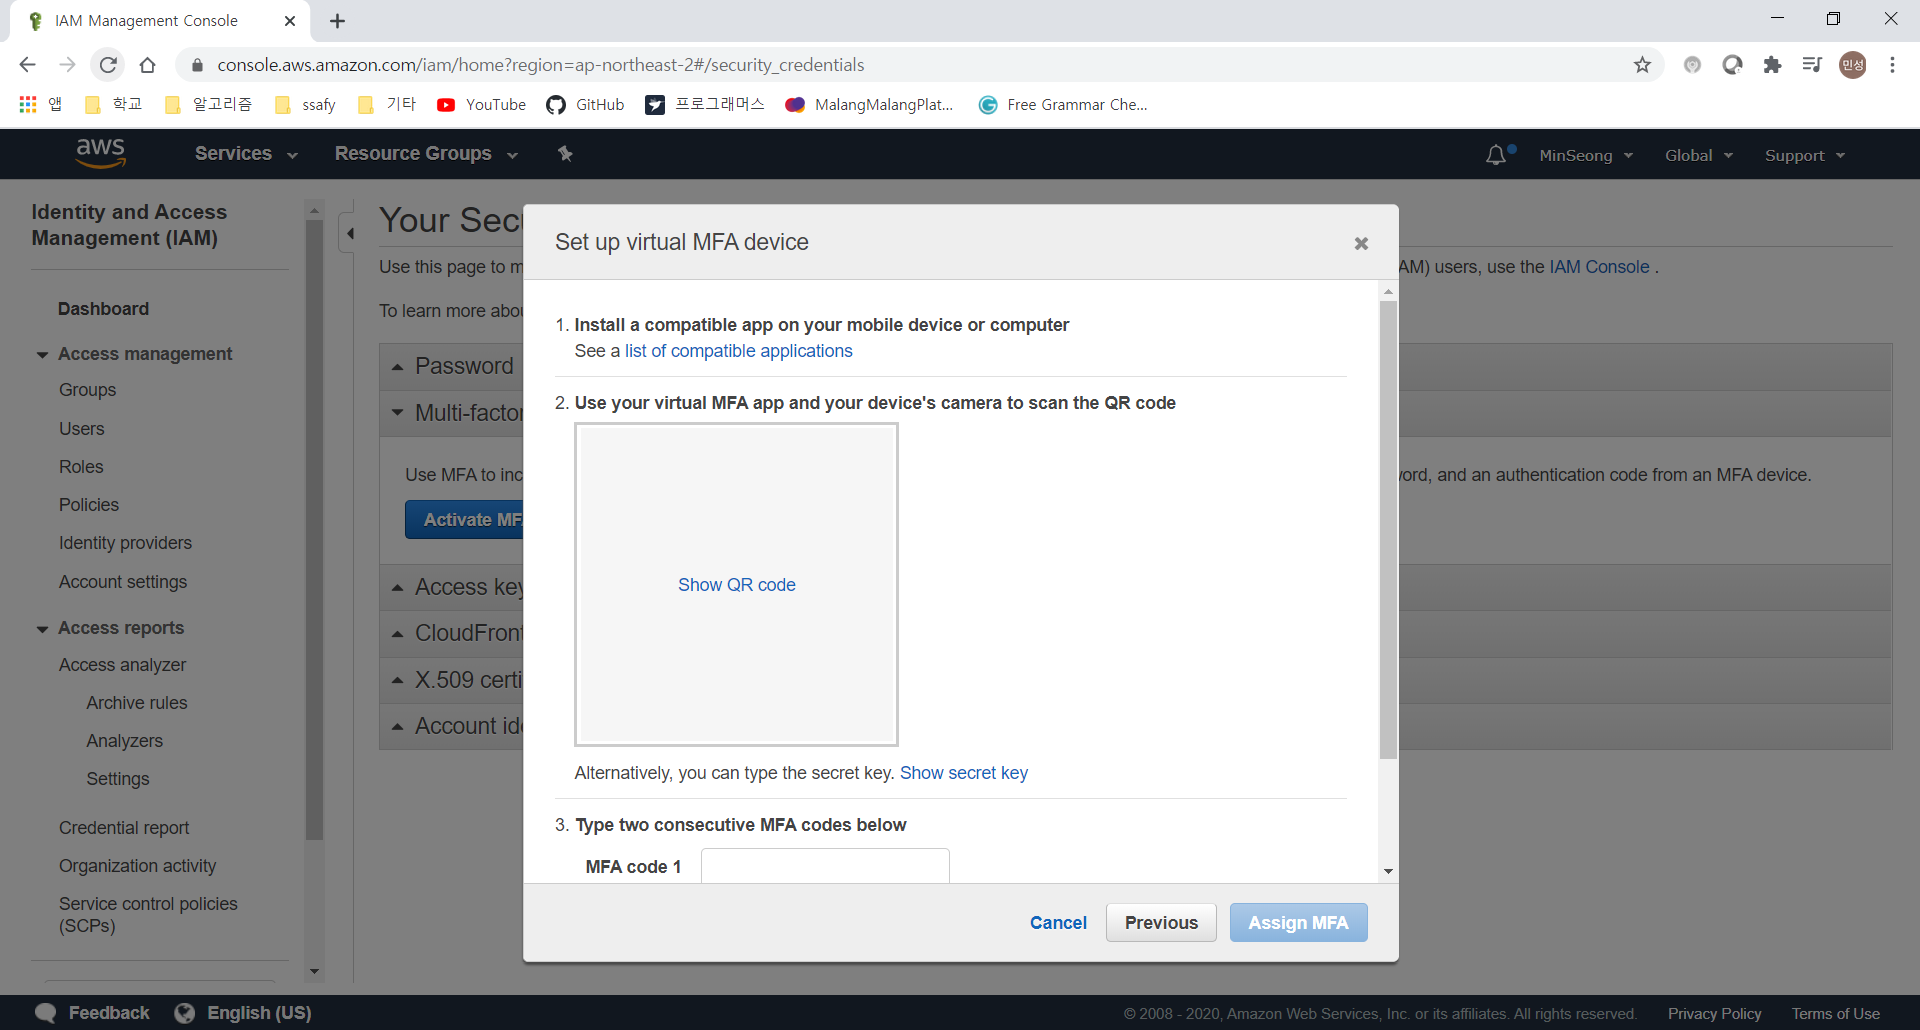 IAM Management Console
console.aws.amazon.com/iam/home?region=ap-northeast-2#/security_credentials
민성
앱 학교 알고리즘 ssafy 기타 YouTube GitHub 프로그래머스 MalangMalangPlat... Free Grammar Che...
aws Services Resource Groups MinSeong Global Support
Identity and Access
Management (IAM)
Dashboard
Access management
Groups
Users
Roles
Policies
Identity providers
Account settings
Access reports
Access analyzer
Archive rules
Analyzers
Settings
Credential report
Organization activity
Service control policies
(SCPs)
Your Secu
Use this page to m
AM) users, use the IAM Console .
To learn more abou
Password
Multi-factor
Use MFA to inc
ord, and an authentication code from an MFA device.
Activate MFA
Access key
CloudFront
X.509 certi
Account ide
Set up virtual MFA device
1. Install a compatible app on your mobile device or computer
See a list of compatible applications
2. Use your virtual MFA app and your device's camera to scan the QR code
Show QR code
Alternatively, you can type the secret key. Show secret key
3. Type two consecutive MFA codes below
MFA code 1
Cancel Previous Assign MFA
Feedback English (US) © 2008 - 2020, Amazon Web Services, Inc. or its affiliates. All rights reserved. Privacy Policy Terms of Use